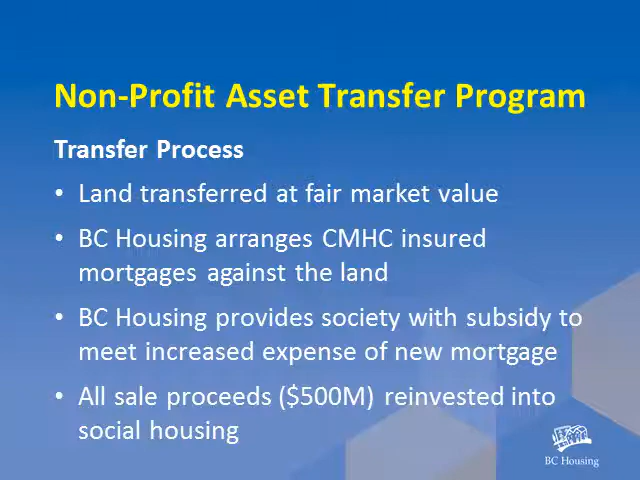 Non-Profit Asset Transfer Program
Transfer Process
• Land transferred at fair market value
• BC Housing arranges CMHC insured
mortgages against the land
• BC Housing provides society with subsidy to
meet increased expense of new mortgage
• All sale proceeds ($500M) reinvested into
social housing
BC Housing